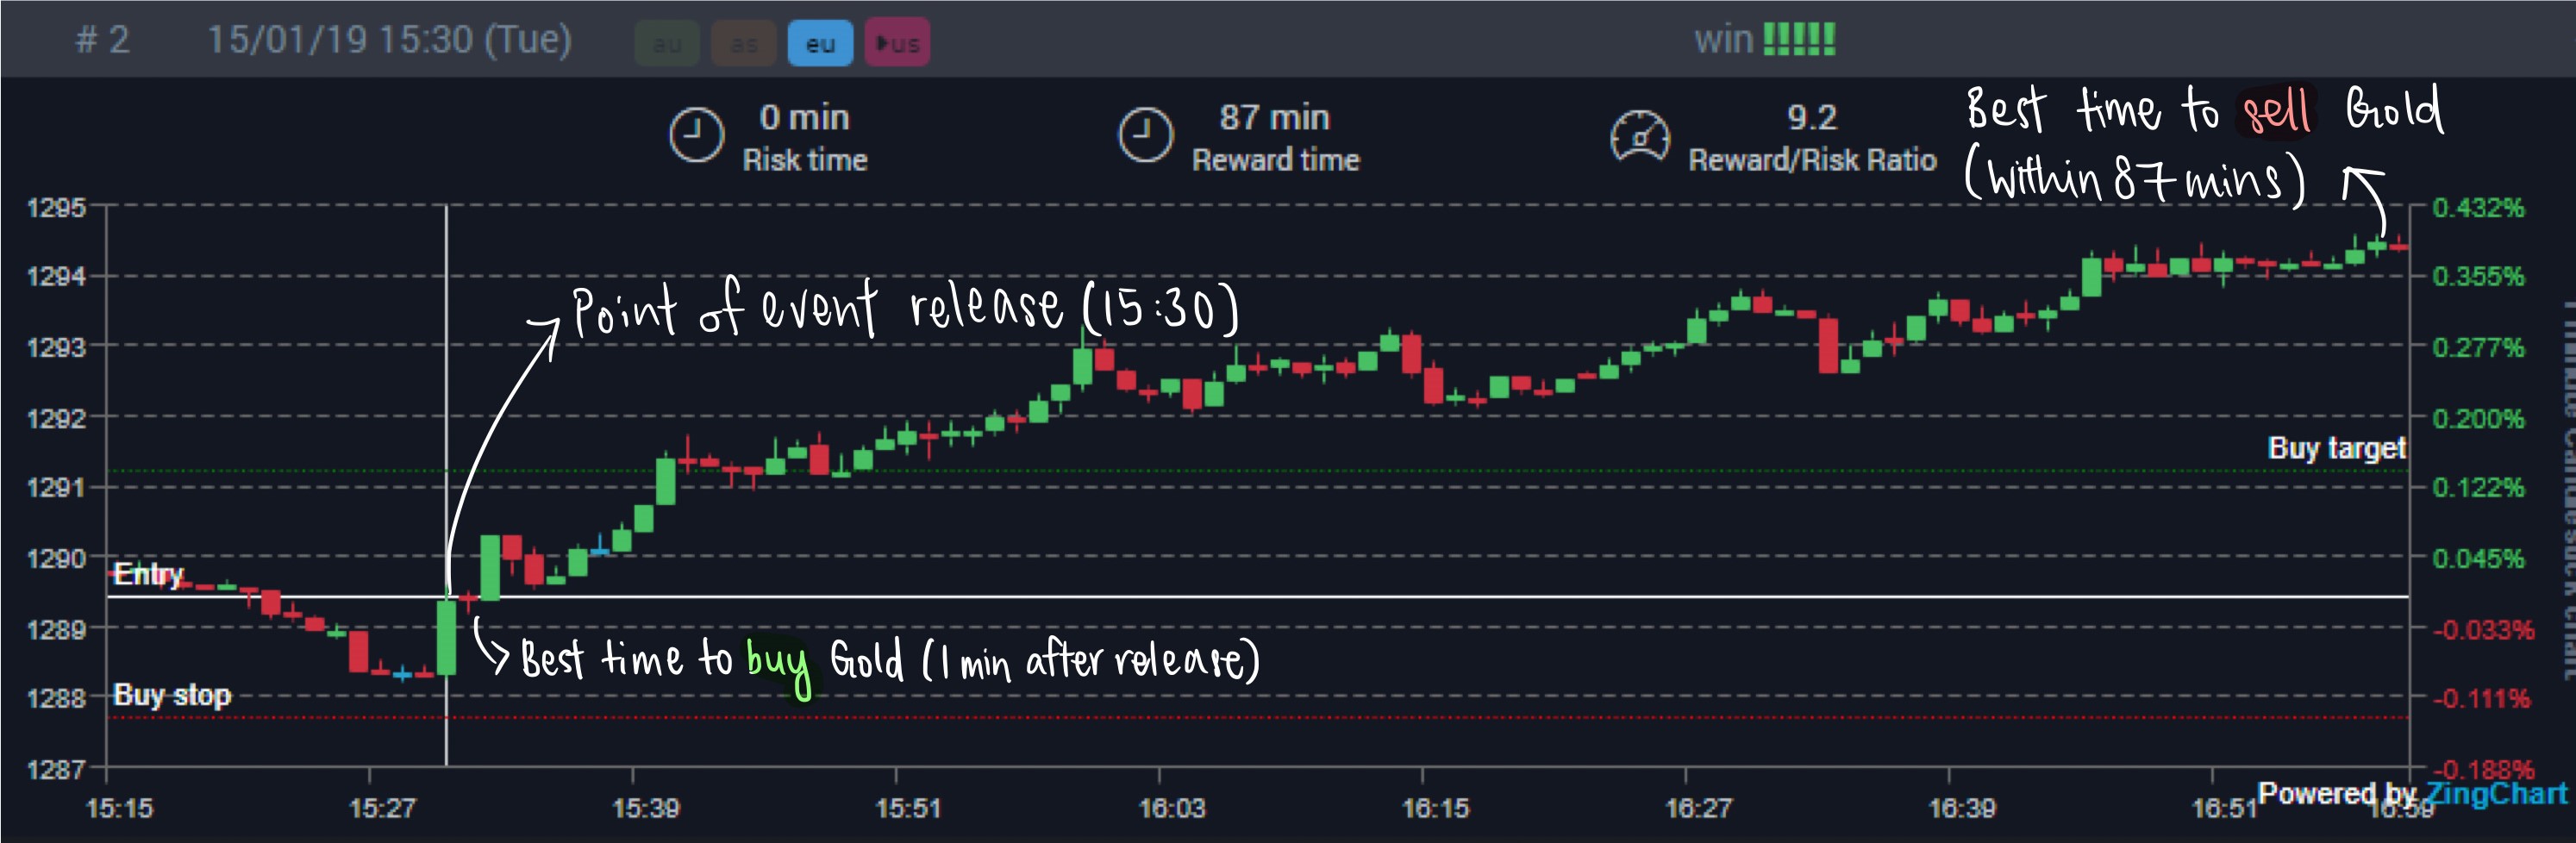 # 2 15/01/19 15:30 (Tue) au as eu us win !!!!!
0 min
Risk time
87 min
Reward time
9.2
Reward/Risk Ratio
Best time to sell Gold
(within 87 mins)
1295
1294
1293
1292
1291
1290
1289
1288
1287
0.432%
0.355%
0.277%
0.200%
0.122%
0.045%
-0.033%
-0.111%
-0.188%
Point of event release (15:30)
Buy target
Entry
Best time to buy Gold (1 min after release)
Buy stop
15:15 15:27 15:39 15:51 16:03 16:15 16:27 16:39 16:51 16:59
Powered by ZingChart
1 minute candlestick chart